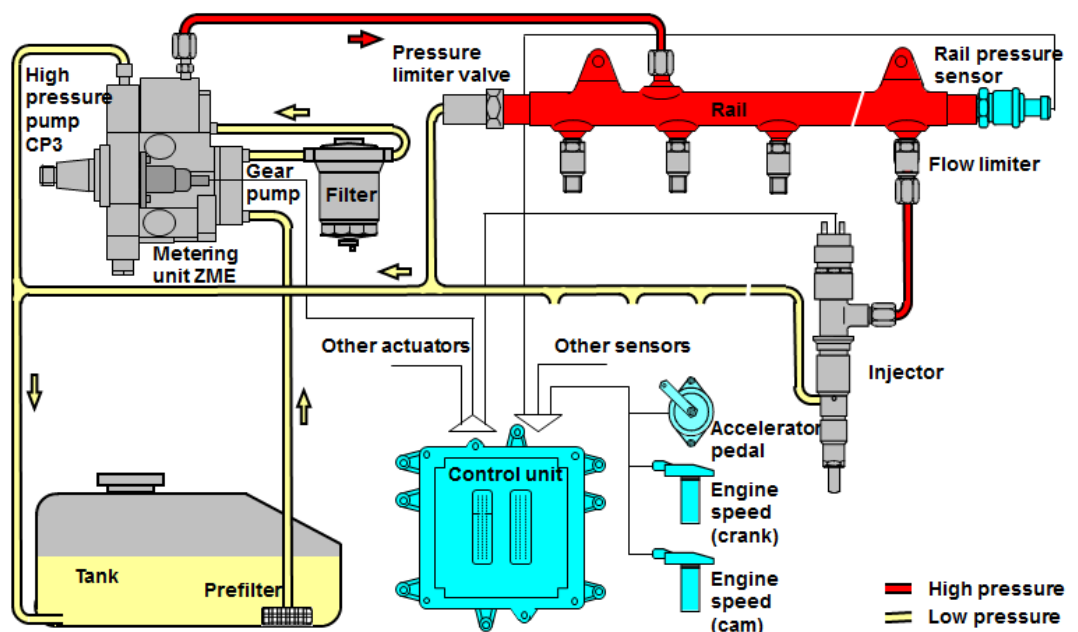 High
pressure
pump
CP3
Pressure
limiter valve
Rail pressure
sensor
Rail
Flow limiter
Gear
pump
Filter
Metering
unit ZME
Other actuators
Other sensors
Injector
Accelerator
pedal
Control unit
Engine
speed
(crank)
Tank
Prefilter
Engine
speed
(cam)
High pressure
Low pressure